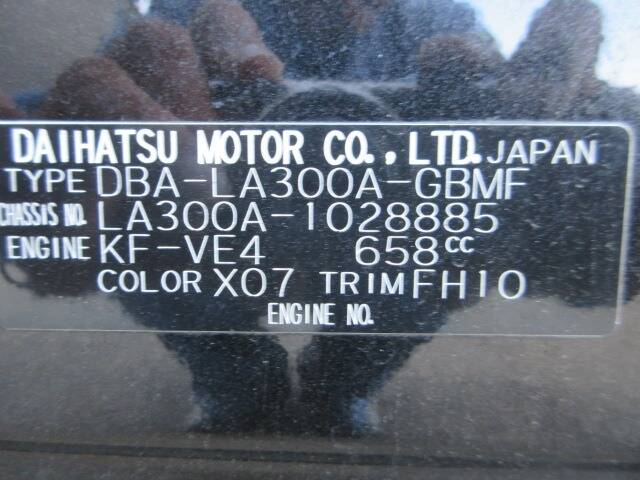 DAIHATSU MOTOR CO., LTD. JAPAN
TYPE DBA-LA300A-GBMF
CHASSIS NO. LA300A-1028885
ENGINE KF-VE4 658cc
COLOR X07 TRIM FH10
ENGINE NO.